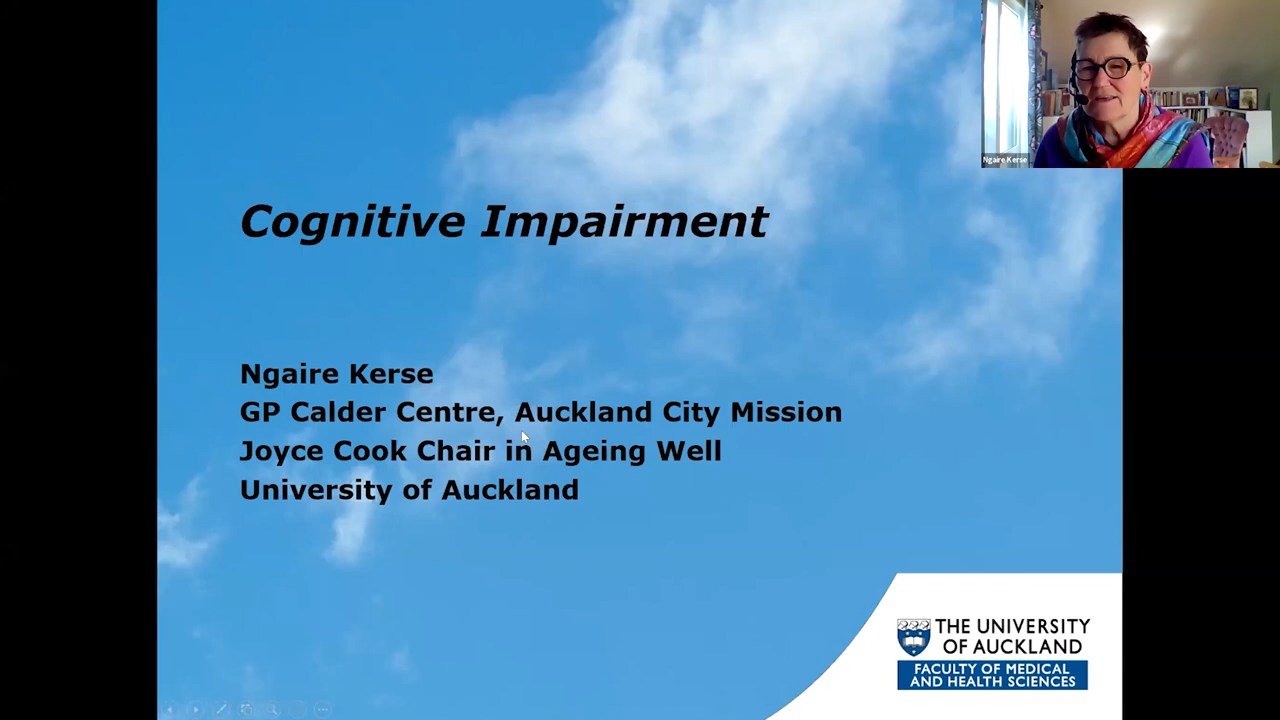 Cognitive Impairment
Ngaire Kerse
GP Calder Centre, Auckland City Mission
Joyce Cook Chair in Ageing Well
University of Auckland
THE UNIVERSITY
OF AUCKLAND
FACULTY OF MEDICAL
AND HEALTH SCIENCES
Ngaire Kerse